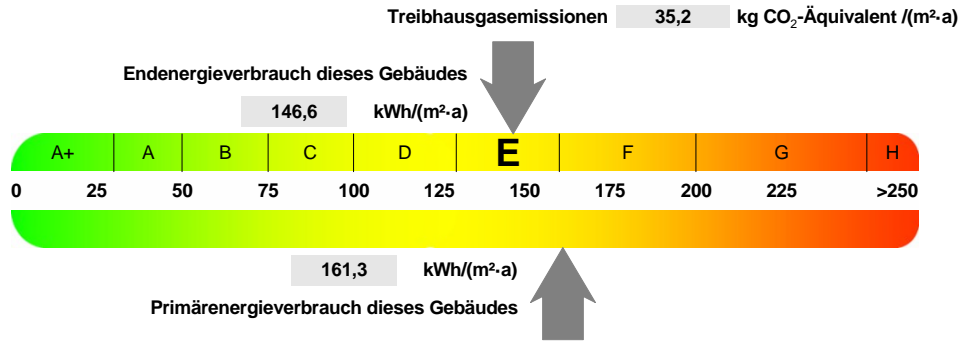 Treibhausgasemissionen 35,2 kg CO₂-Äquivalent /(m²·a)
Endenergieverbrauch dieses Gebäudes
146,6 kWh/(m²·a)
A+ A B C D E F G H
0 25 50 75 100 125 150 175 200 225 >250
161,3 kWh/(m²·a)
Primärenergieverbrauch dieses Gebäudes